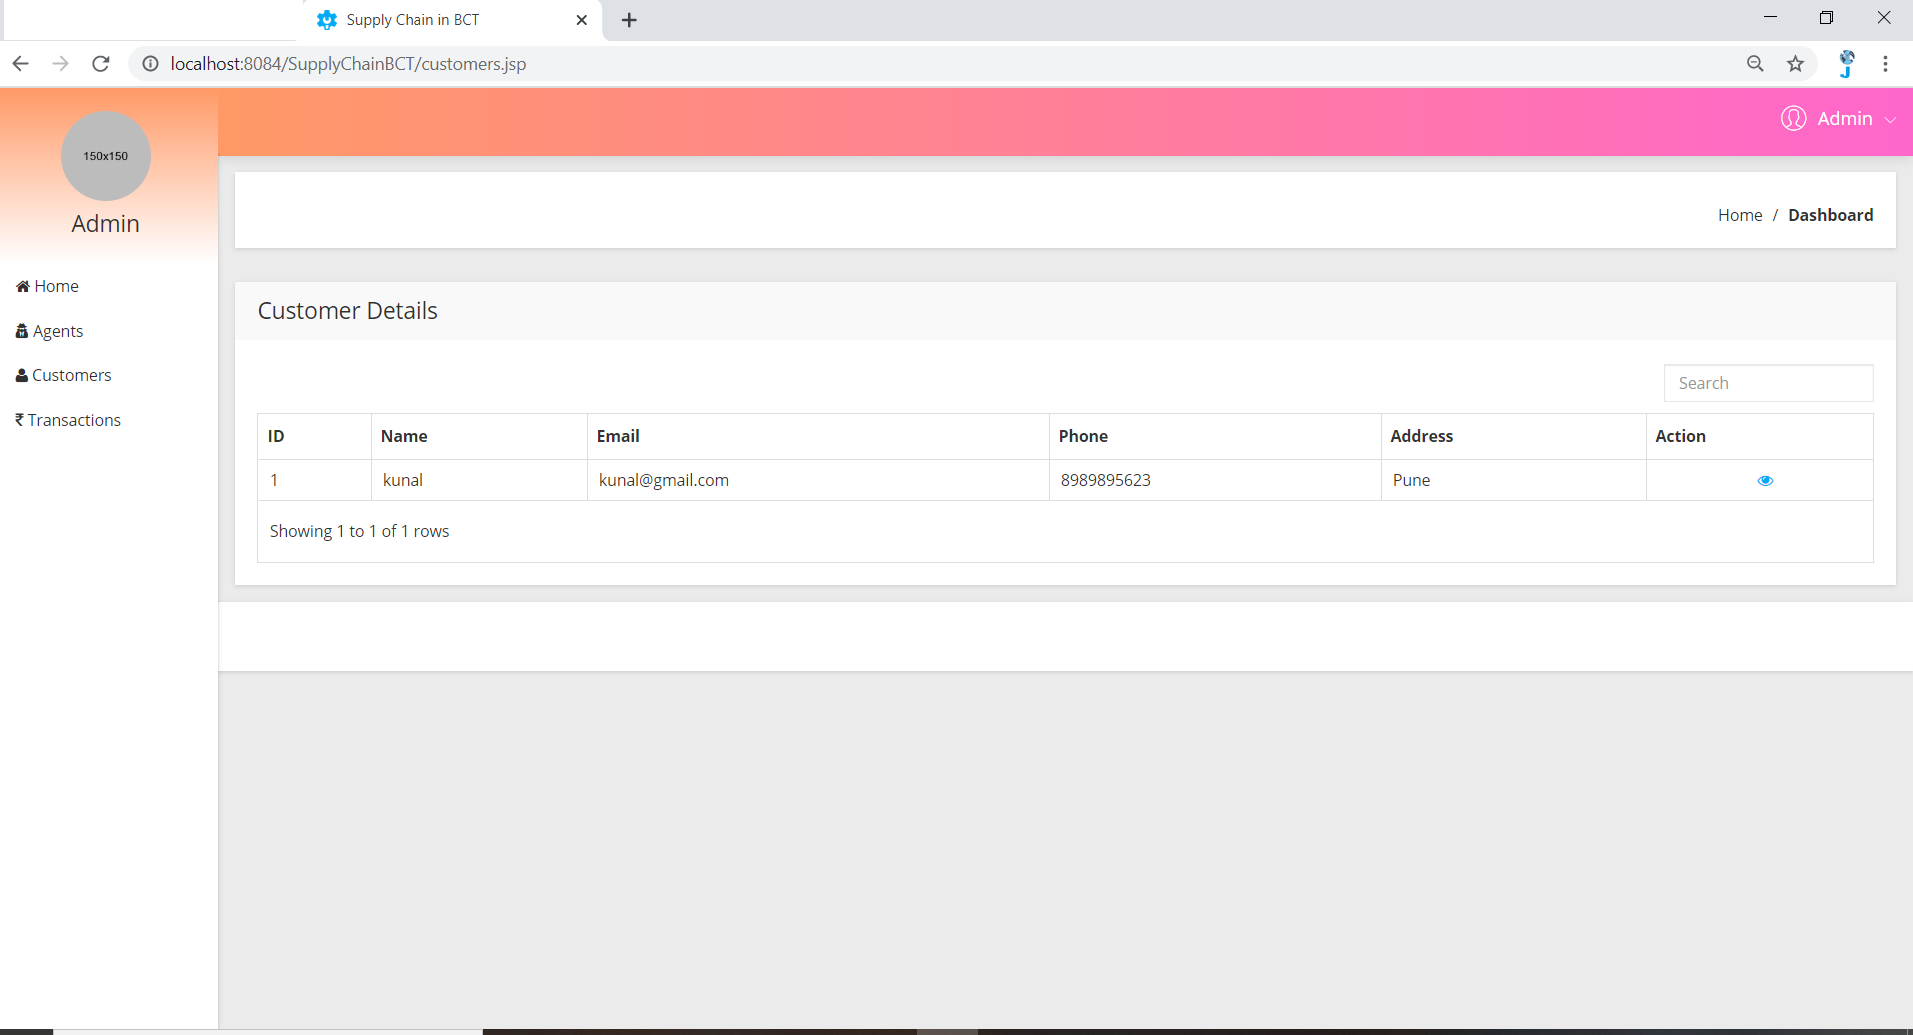 Supply Chain in BCT
localhost:8084/SupplyChainBCT/customers.jsp
Admin
150x150
Admin
Home / Dashboard
Home
Agents
Customers
Transactions
Customer Details
Search
ID Name Email Phone Address Action
1 kunal kunal@gmail.com 8989895623 Pune
Showing 1 to 1 of 1 rows